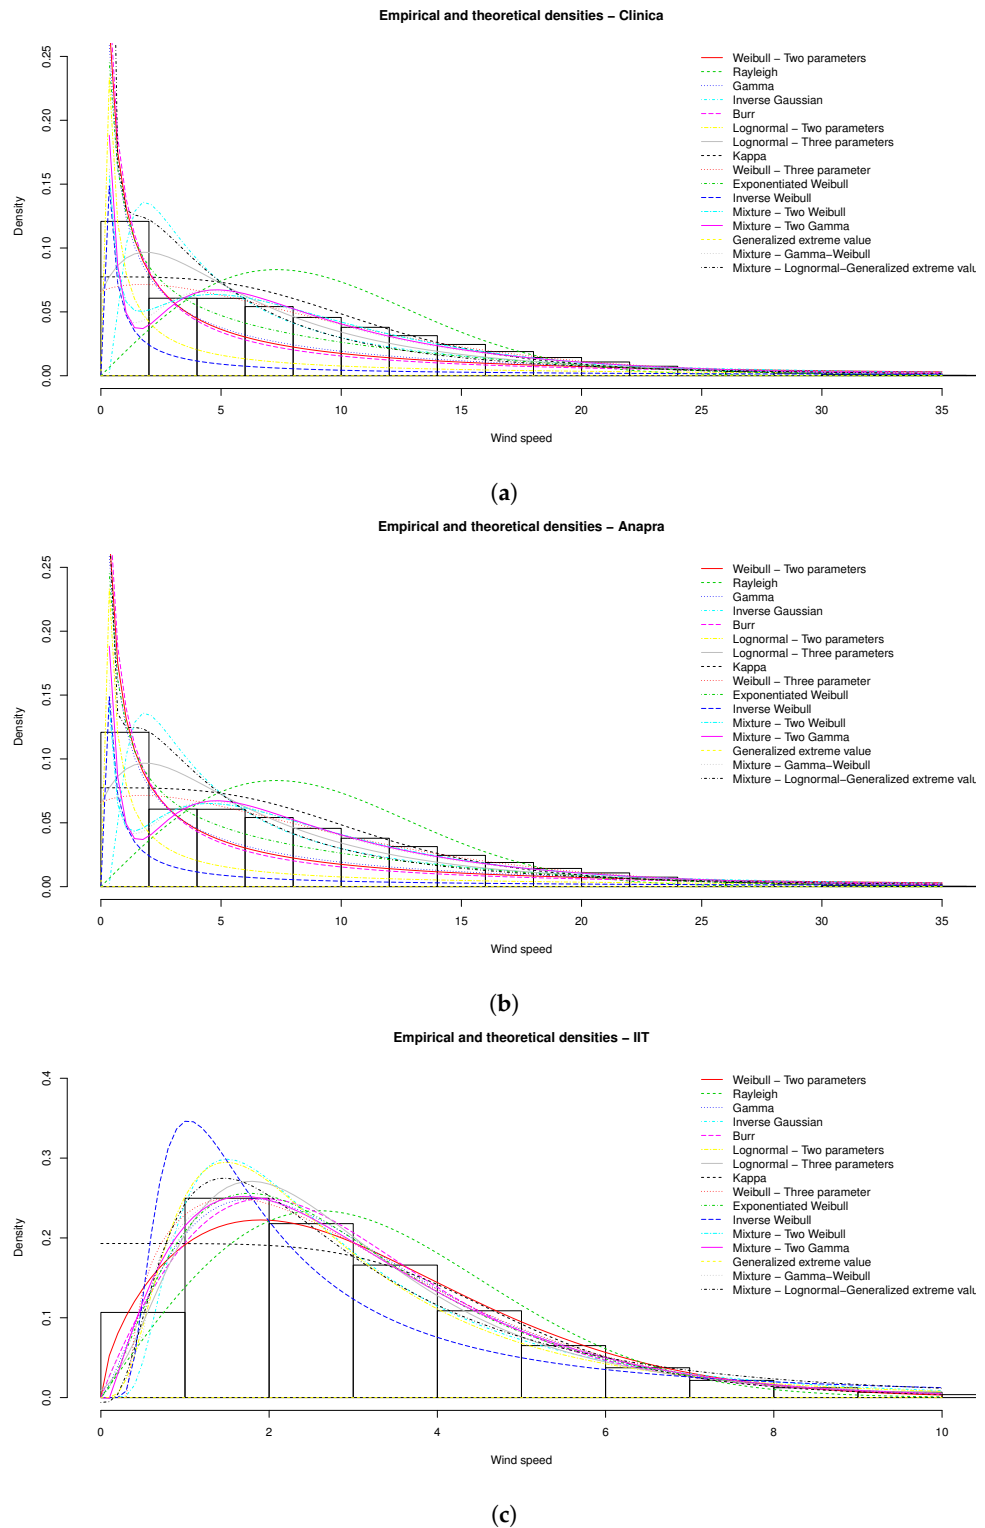 Empirical and theoretical densities − Clinica
0.25
0.20
0.15
0.10
0.05
0.00
Density
Weibull − Two parameters
Rayleigh
Gamma
Inverse Gaussian
Burr
Lognormal − Two parameters
Lognormal − Three parameters
Kappa
Weibull − Three parameter
Exponentiated Weibull
Inverse Weibull
Mixture − Two Weibull
Mixture − Two Gamma
Generalized extreme value
Mixture − Gamma−Weibull
Mixture − Lognormal−Generalized extreme valu
0 5 10 15 20 25 30 35
Wind speed
(a)
Empirical and theoretical densities − Anapra
0.25
0.20
0.15
0.10
0.05
0.00
Density
Weibull − Two parameters
Rayleigh
Gamma
Inverse Gaussian
Burr
Lognormal − Two parameters
Lognormal − Three parameters
Kappa
Weibull − Three parameter
Exponentiated Weibull
Inverse Weibull
Mixture − Two Weibull
Mixture − Two Gamma
Generalized extreme value
Mixture − Gamma−Weibull
Mixture − Lognormal−Generalized extreme valu
0 5 10 15 20 25 30 35
Wind speed
(b)
Empirical and theoretical densities − IIT
0.4
0.3
0.2
0.1
0.0
Density
Weibull − Two parameters
Rayleigh
Gamma
Inverse Gaussian
Burr
Lognormal − Two parameters
Lognormal − Three parameters
Kappa
Weibull − Three parameter
Exponentiated Weibull
Inverse Weibull
Mixture − Two Weibull
Mixture − Two Gamma
Generalized extreme value
Mixture − Gamma−Weibull
Mixture − Lognormal−Generalized extreme valu
0 2 4 6 8 10
Wind speed
(c)